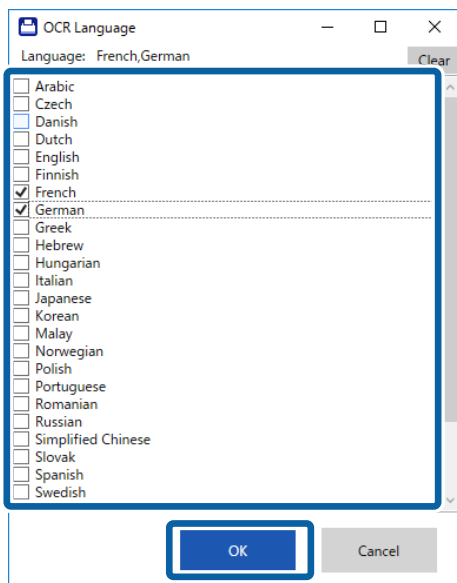 OCR Language
Language: French,German
Clear
Arabic
Czech
Danish
Dutch
English
Finnish
French
German
Greek
Hebrew
Hungarian
Italian
Japanese
Korean
Malay
Norwegian
Polish
Portuguese
Romanian
Russian
Simplified Chinese
Slovak
Spanish
Swedish
OK Cancel